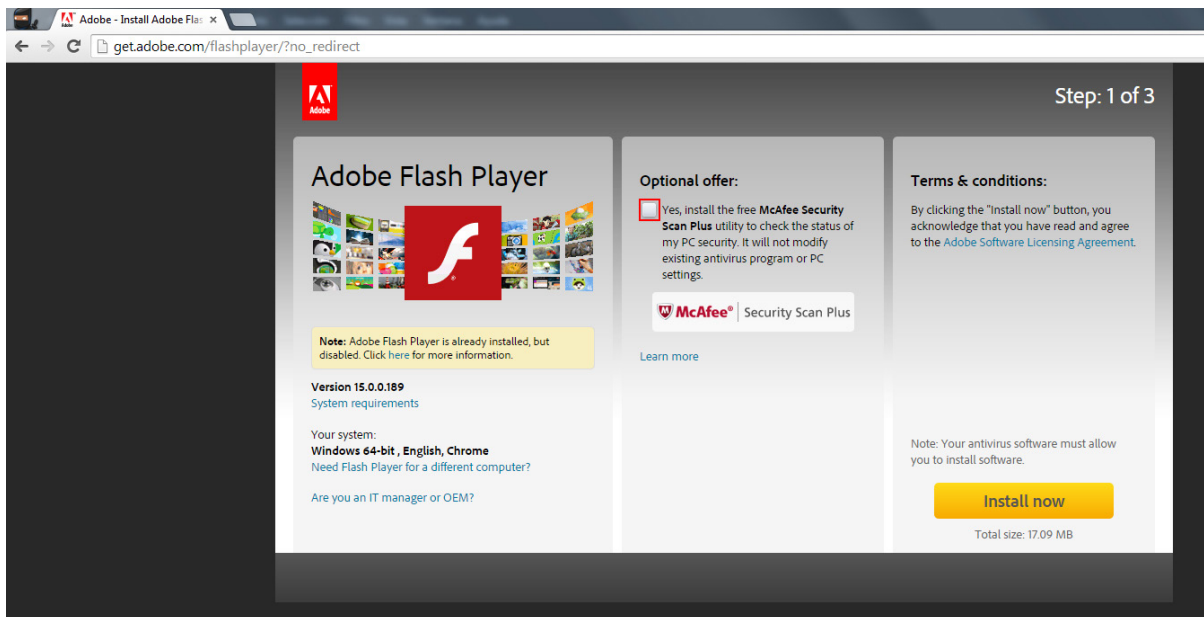 Adobe - Install Adobe Flas ×
get.adobe.com/flashplayer/?no_redirect
Adobe
Step: 1 of 3
Adobe Flash Player
Note: Adobe Flash Player is already installed, but
disabled. Click here for more information.
Version 15.0.0.189
System requirements
Your system:
Windows 64-bit , English, Chrome
Need Flash Player for a different computer?
Are you an IT manager or OEM?
Optional offer:
Yes, install the free McAfee Security
Scan Plus utility to check the status of
my PC security. It will not modify
existing antivirus program or PC
settings.
McAfee® | Security Scan Plus
Learn more
Terms & conditions:
By clicking the "Install now" button, you
acknowledge that you have read and agree
to the Adobe Software Licensing Agreement.
Note: Your antivirus software must allow
you to install software.
Install now
Total size: 17.09 MB